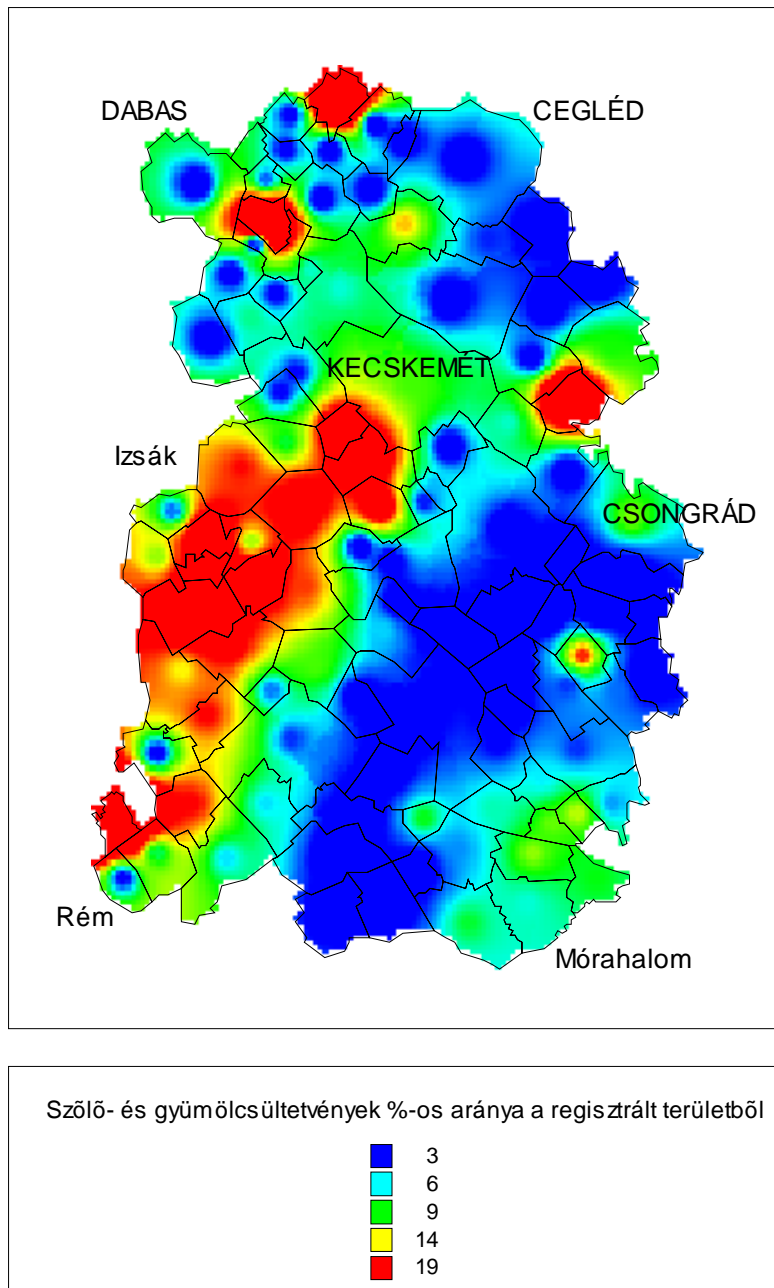 DABAS
CEGLÉD
KECSKEMÉT
Izsák
CSONGRÁD
Rém
Mórahalom
Szõlõ- és gyümölcsültetvények %-os aránya a regisztrált területbõl
3
6
9
14
19